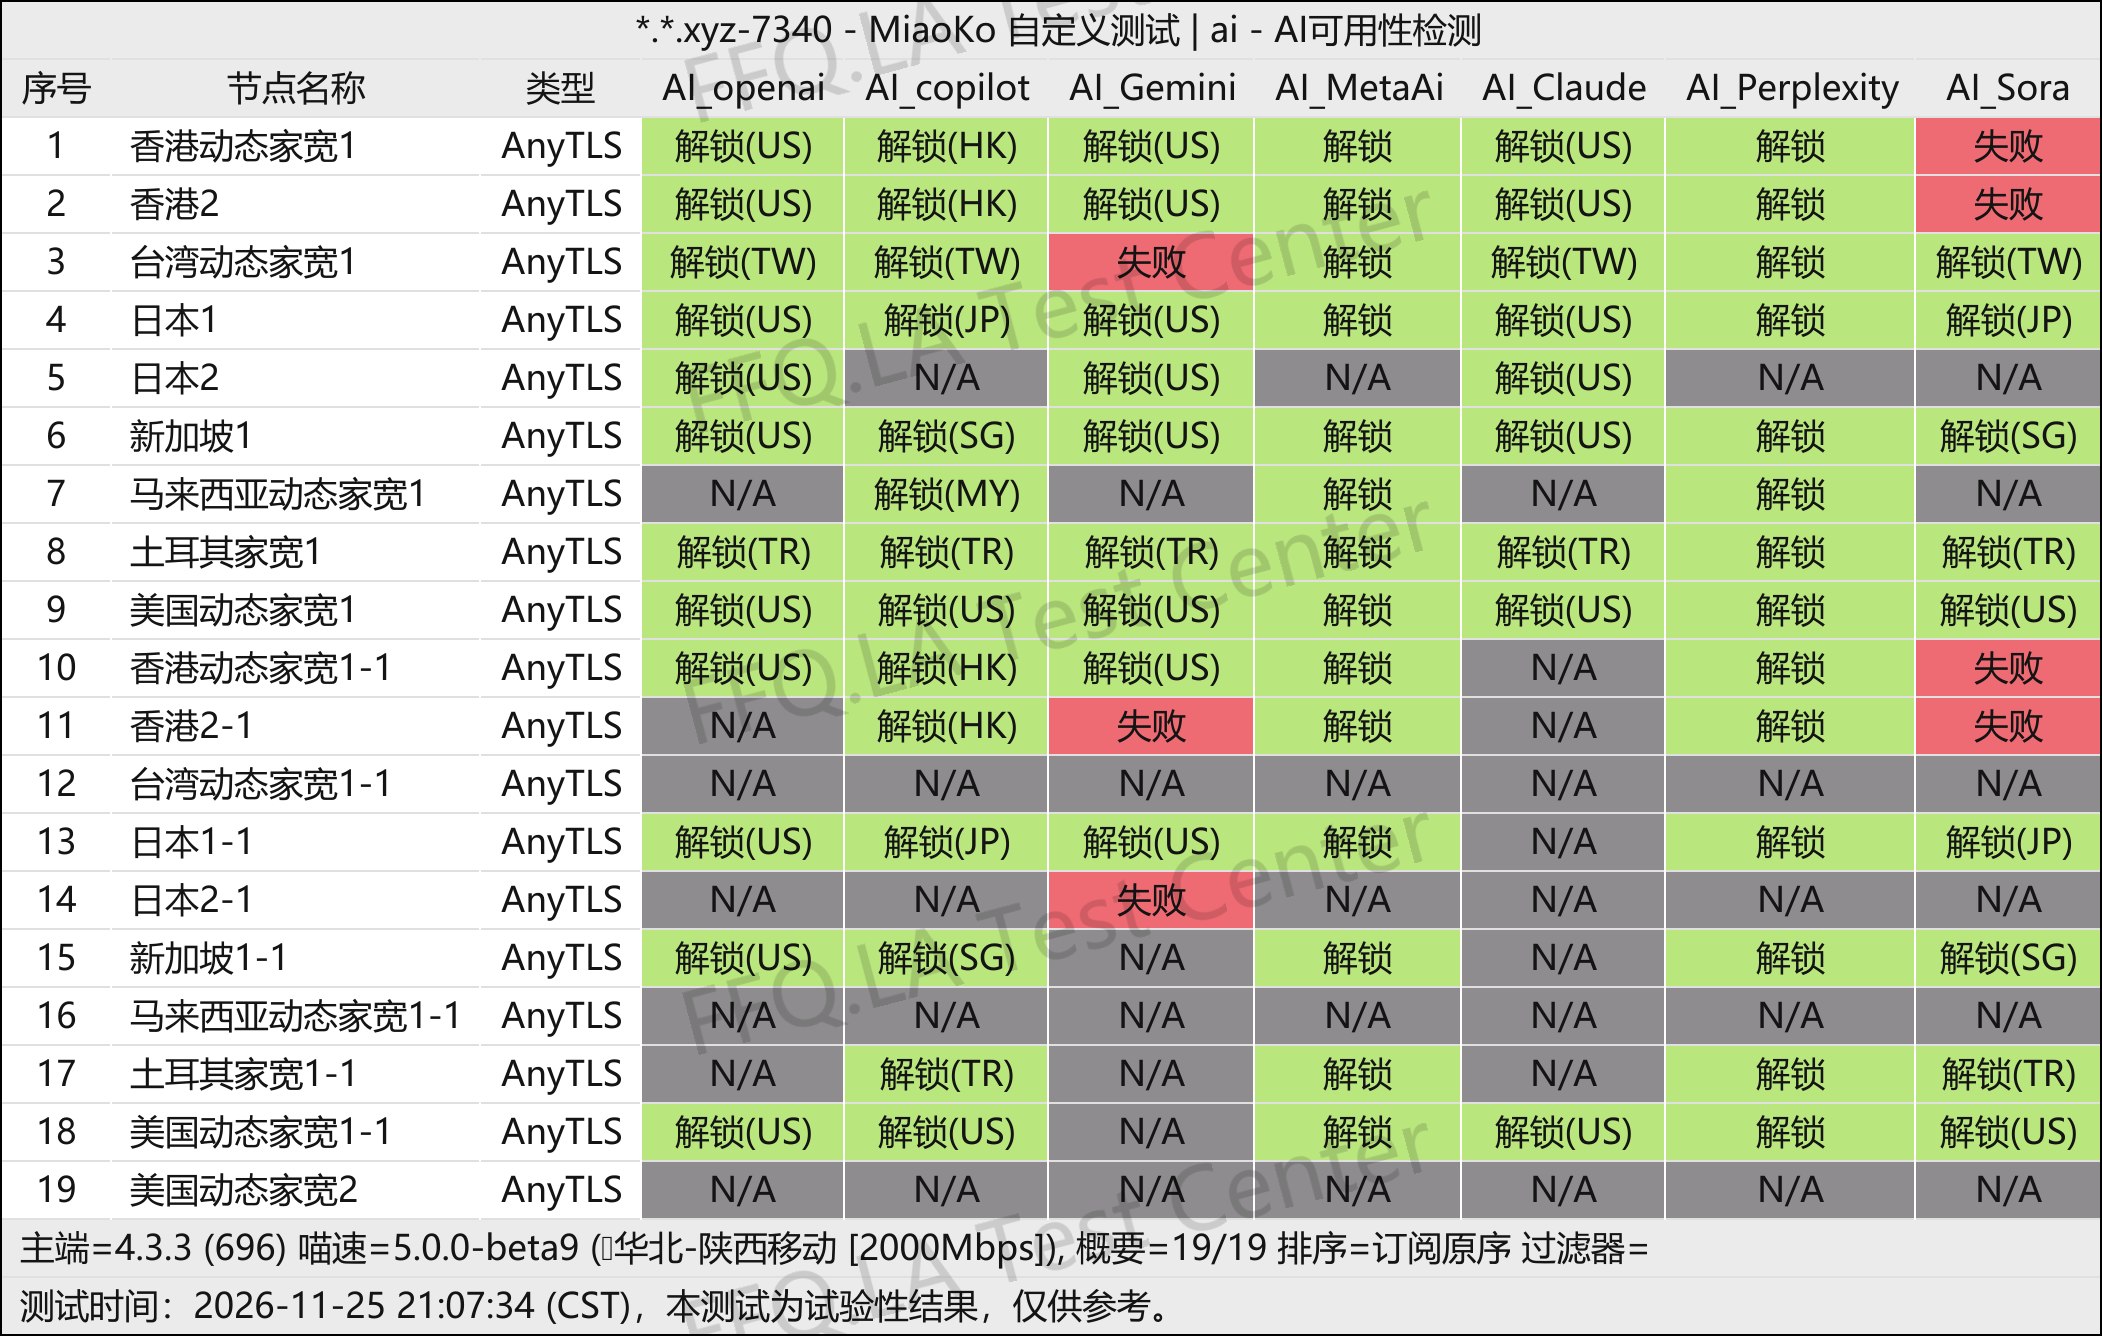 *.*.xyz-7340 - MiaoKo 自定义测试 | ai - AI可用性检测
序号 节点名称 类型 AI_openai AI_copilot AI_Gemini AI_MetaAi AI_Claude AI_Perplexity AI_Sora
1 香港动态家宽1 AnyTLS 解锁(US) 解锁(HK) 解锁(US) 解锁 解锁(US) 解锁 失败
2 香港2 AnyTLS 解锁(US) 解锁(HK) 解锁(US) 解锁 解锁(US) 解锁 失败
3 台湾动态家宽1 AnyTLS 解锁(TW) 解锁(TW) 失败 解锁 解锁(TW) 解锁 解锁(TW)
4 日本1 AnyTLS 解锁(US) 解锁(JP) 解锁(US) 解锁 解锁(US) 解锁 解锁(JP)
5 日本2 AnyTLS 解锁(US) N/A 解锁(US) N/A 解锁(US) N/A N/A
6 新加坡1 AnyTLS 解锁(US) 解锁(SG) 解锁(US) 解锁 解锁(US) 解锁 解锁(SG)
7 马来西亚动态家宽1 AnyTLS N/A 解锁(MY) N/A 解锁 N/A 解锁 N/A
8 土耳其家宽1 AnyTLS 解锁(TR) 解锁(TR) 解锁(TR) 解锁 解锁(TR) 解锁 解锁(TR)
9 美国动态家宽1 AnyTLS 解锁(US) 解锁(US) 解锁(US) 解锁 解锁(US) 解锁 解锁(US)
10 香港动态家宽1-1 AnyTLS 解锁(US) 解锁(HK) 解锁(US) 解锁 N/A 解锁 失败
11 香港2-1 AnyTLS N/A 解锁(HK) 失败 解锁 N/A 解锁 失败
12 台湾动态家宽1-1 AnyTLS N/A N/A N/A N/A N/A N/A N/A
13 日本1-1 AnyTLS 解锁(US) 解锁(JP) 解锁(US) 解锁 N/A 解锁 解锁(JP)
14 日本2-1 AnyTLS N/A N/A 失败 N/A N/A N/A N/A
15 新加坡1-1 AnyTLS 解锁(US) 解锁(SG) N/A 解锁 N/A 解锁 解锁(SG)
16 马来西亚动态家宽1-1 AnyTLS N/A N/A N/A N/A N/A N/A N/A
17 土耳其家宽1-1 AnyTLS N/A 解锁(TR) N/A 解锁 N/A 解锁 解锁(TR)
18 美国动态家宽1-1 AnyTLS 解锁(US) 解锁(US) N/A 解锁 解锁(US) 解锁 解锁(US)
19 美国动态家宽2 AnyTLS N/A N/A N/A N/A N/A N/A N/A
主端=4.3.3 (696) 喵速=5.0.0-beta9 (华北-陕西移动 [2000Mbps]), 概要=19/19 排序=订阅原序 过滤器=
测试时间：2026-11-25 21:07:34 (CST)，本测试为试验性结果，仅供参考。
FFQ.LA Test Center
FFQ.LA Test Center
FFQ.LA Test Center
FFQ.LA Test Center
FFQ.LA Test Center